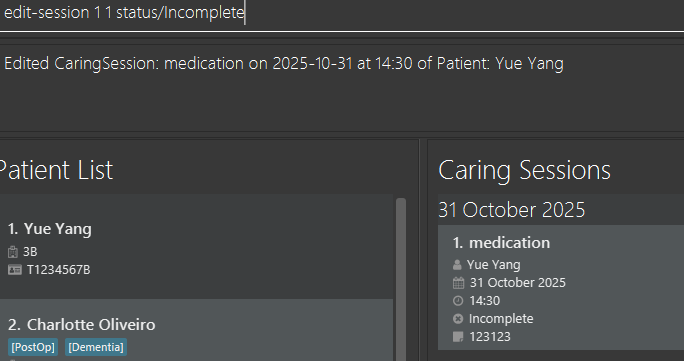 edit-session 1 1 status/Incomplete
Edited CaringSession: medication on 2025-10-31 at 14:30 of Patient: Yue Yang
Patient List
1. Yue Yang
3B
T1234567B
2. Charlotte Oliveiro
[PostOp] [Dementia]
Caring Sessions
31 October 2025
1. medication
Yue Yang
31 October 2025
14:30
Incomplete
123123